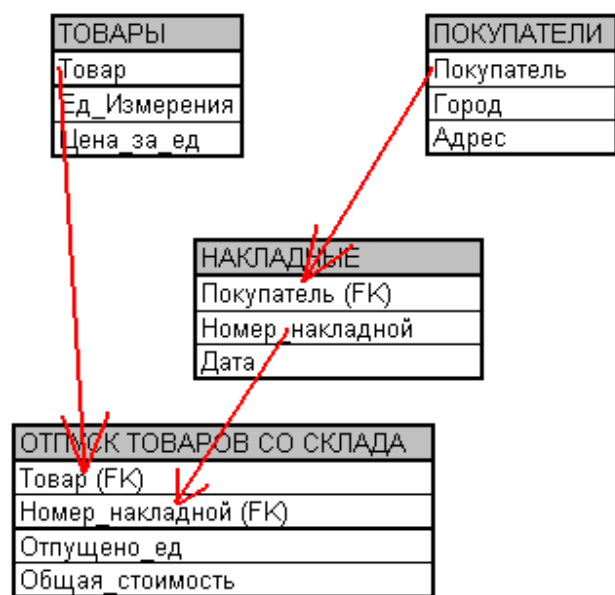 ТОВАРЫ
Товар
Ед_Измерения
Цена_за_ед
ПОКУПАТЕЛИ
Покупатель
Город
Адрес
НАКЛАДНЫЕ
Покупатель (FK)
Номер_накладной
Дата
ОТПУСК ТОВАРОВ СО СКЛАДА
Товар (FK)
Номер_накладной (FK)
Отпущено_ед
Общая_стоимость